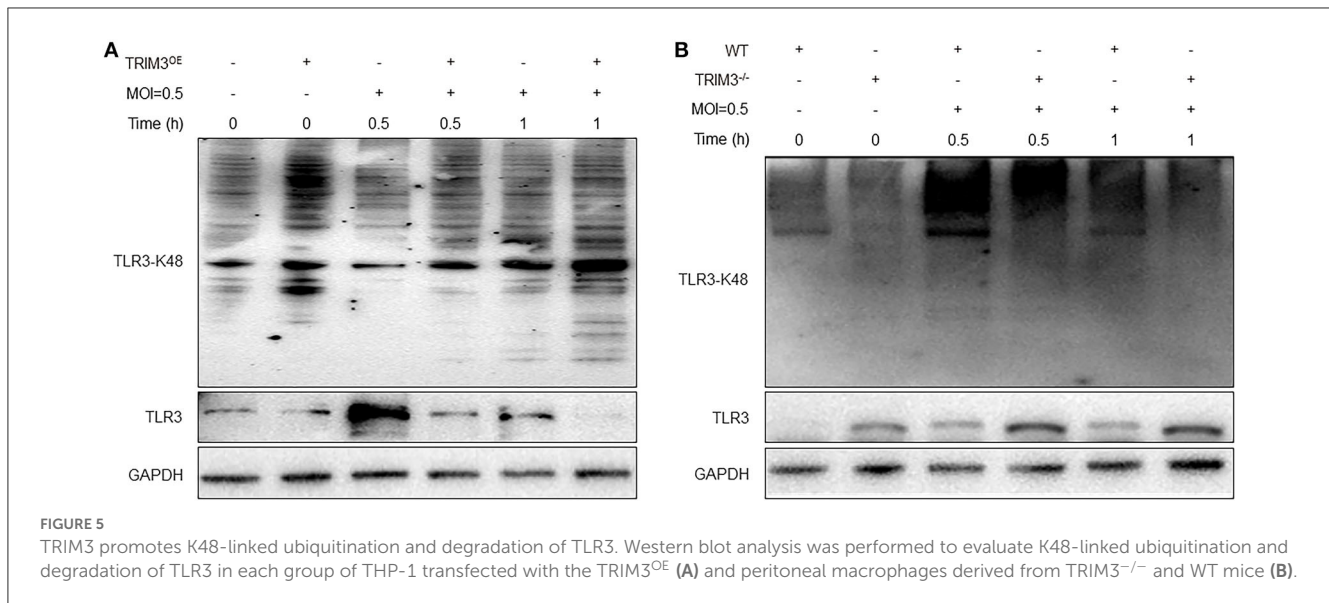 A
TRIM3OE - + - + - +
MOI=0.5 - - + + + +
Time (h) 0 0 0.5 0.5 1 1
TLR3-K48
TLR3
GAPDH
B
WT + - + - + -
TRIM3-/- - + - + - +
MOI=0.5 - - + + + +
Time (h) 0 0 0.5 0.5 1 1
TLR3-K48
TLR3
GAPDH
FIGURE 5
TRIM3 promotes K48-linked ubiquitination and degradation of TLR3. Western blot analysis was performed to evaluate K48-linked ubiquitination and
degradation of TLR3 in each group of THP-1 transfected with the TRIM3OE (A) and peritoneal macrophages derived from TRIM3−/− and WT mice (B).